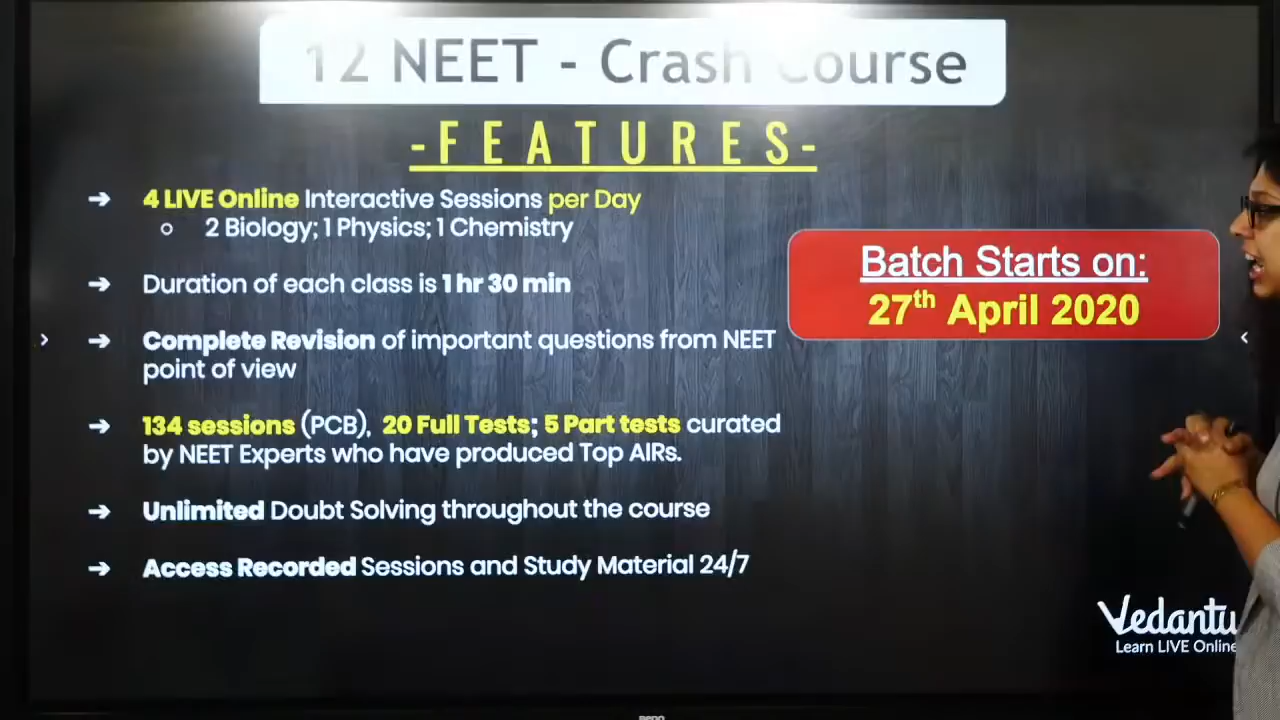 12 NEET - Crash Course
-FEATURES-
➔ 4 LIVE Online Interactive Sessions per Day
o 2 Biology; 1 Physics; 1 Chemistry
➔ Duration of each class is 1 hr 30 min
➔ Complete Revision of important questions from NEET
point of view
➔ 134 sessions (PCB), 20 Full Tests; 5 Part tests curated
by NEET Experts who have produced Top AIRs.
➔ Unlimited Doubt Solving throughout the course
➔ Access Recorded Sessions and Study Material 24/7
Batch Starts on:
27th April 2020
Vedantu
Learn LIVE Online